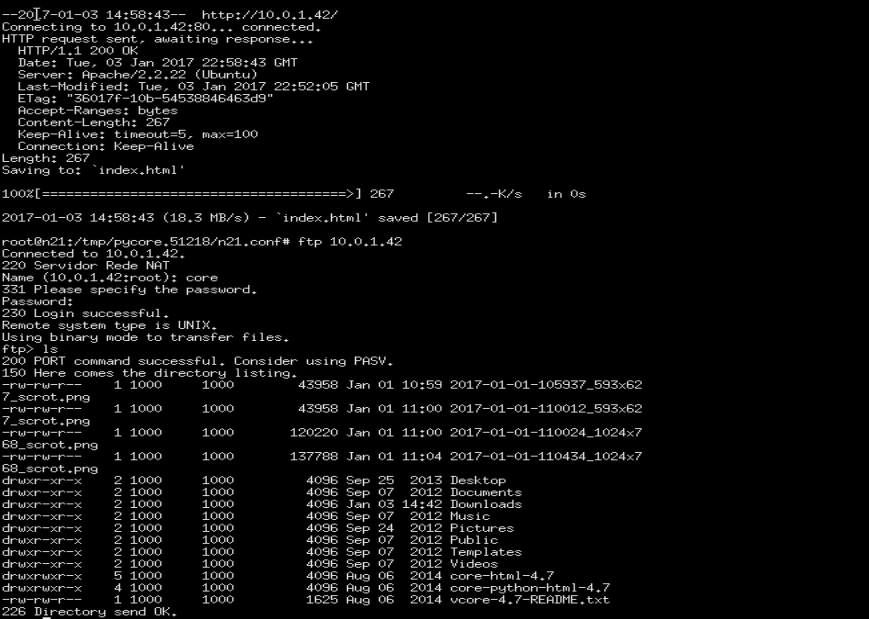 --2017-01-03 14:58:43--  http://10.0.1.42/
Connecting to 10.0.1.42:80... connected.
HTTP request sent, awaiting response...
  HTTP/1.1 200 OK
  Date: Tue, 03 Jan 2017 22:58:43 GMT
  Server: Apache/2.2.22 (Ubuntu)
  Last-Modified: Tue, 03 Jan 2017 22:52:05 GMT
  ETag: "36017f-10b-54538846463d9"
  Accept-Ranges: bytes
  Content-Length: 267
  Keep-Alive: timeout=5, max=100
  Connection: Keep-Alive
Length: 267
Saving to: `index.html'
100%[======================================>] 267         --.-K/s   in 0s
2017-01-03 14:58:43 (18.3 MB/s) - `index.html' saved [267/267]
root@n21:/tmp/pycore.51218/n21.conf# ftp 10.0.1.42
Connected to 10.0.1.42.
220 Servidor Rede NAT
Name (10.0.1.42:root): core
331 Please specify the password.
Password:
230 Login successful.
Remote system type is UNIX.
Using binary mode to transfer files.
ftp> ls
200 PORT command successful. Consider using PASV.
150 Here comes the directory listing.
-rw-rw-r--    1 1000     1000        43958 Jan 01 10:59 2017-01-01-105937_593x62
7_scrot.png
-rw-rw-r--    1 1000     1000        43958 Jan 01 11:00 2017-01-01-110012_593x62
7_scrot.png
-rw-rw-r--    1 1000     1000       120220 Jan 01 11:00 2017-01-01-110024_1024x7
68_scrot.png
-rw-rw-r--    1 1000     1000       137788 Jan 01 11:04 2017-01-01-110434_1024x7
68_scrot.png
drwxr-xr-x    2 1000     1000         4096 Sep 25  2013 Desktop
drwxr-xr-x    2 1000     1000         4096 Sep 07  2012 Documents
drwxr-xr-x    2 1000     1000         4096 Jan 03 14:42 Downloads
drwxr-xr-x    2 1000     1000         4096 Sep 07  2012 Music
drwxr-xr-x    2 1000     1000         4096 Sep 24  2012 Pictures
drwxr-xr-x    2 1000     1000         4096 Sep 07  2012 Public
drwxr-xr-x    2 1000     1000         4096 Sep 07  2012 Templates
drwxr-xr-x    2 1000     1000         4096 Sep 07  2012 Videos
drwxrwxr-x    5 1000     1000         4096 Aug 06  2014 core-html-4.7
drwxrwxr-x    4 1000     1000         4096 Aug 06  2014 core-python-html-4.7
-rw-rw-r--    1 1000     1000         1625 Aug 06  2014 vcore-4.7-README.txt
226 Directory send OK.